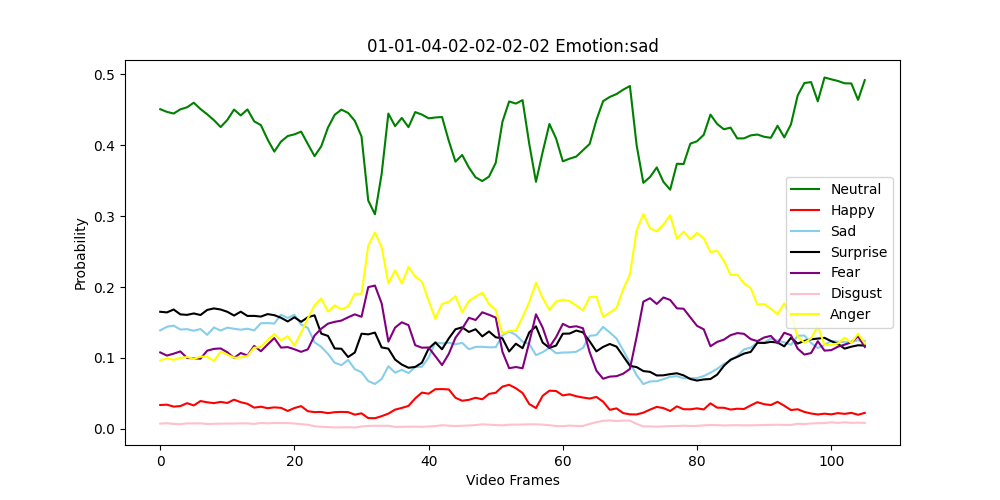 01-01-04-02-02-02-02 Emotion:sad
Probability
0.5
0.4
0.3
0.2
0.1
0.0
Neutral
Happy
Sad
Surprise
Fear
Disgust
Anger
0 20 40 60 80 100
Video Frames